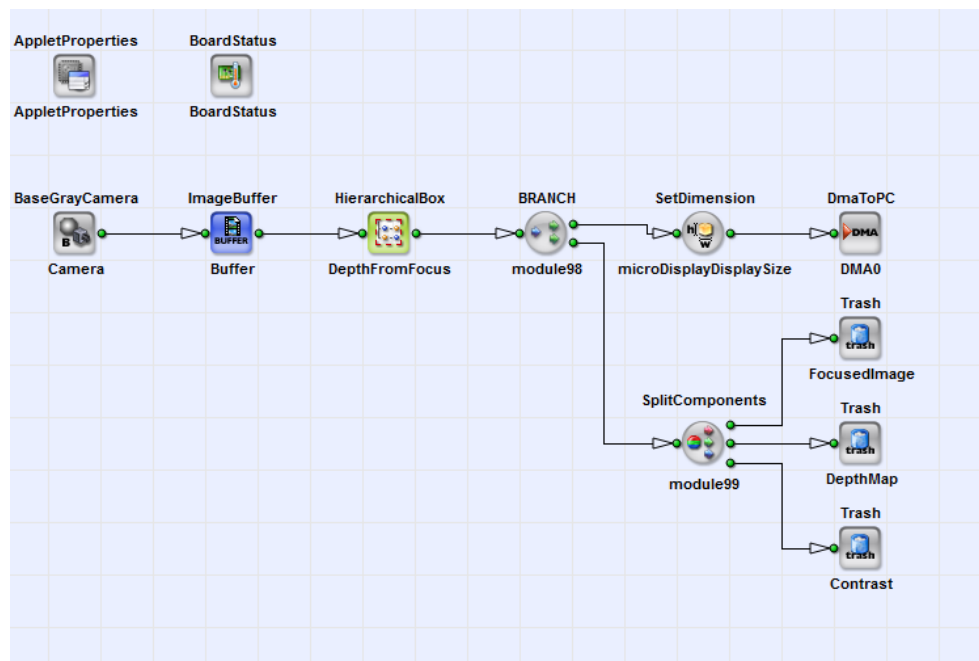 AppletProperties
BoardStatus
AppletProperties
BoardStatus
BaseGrayCamera
ImageBuffer
HierarchicalBox
BRANCH
SetDimension
DmaToPC
B
BUFFER
h
w
DMA
Camera
Buffer
DepthFromFocus
module98
microDisplayDisplaySize
DMA0
Trash
trash
FocusedImage
SplitComponents
Trash
trash
module99
DepthMap
Trash
trash
Contrast